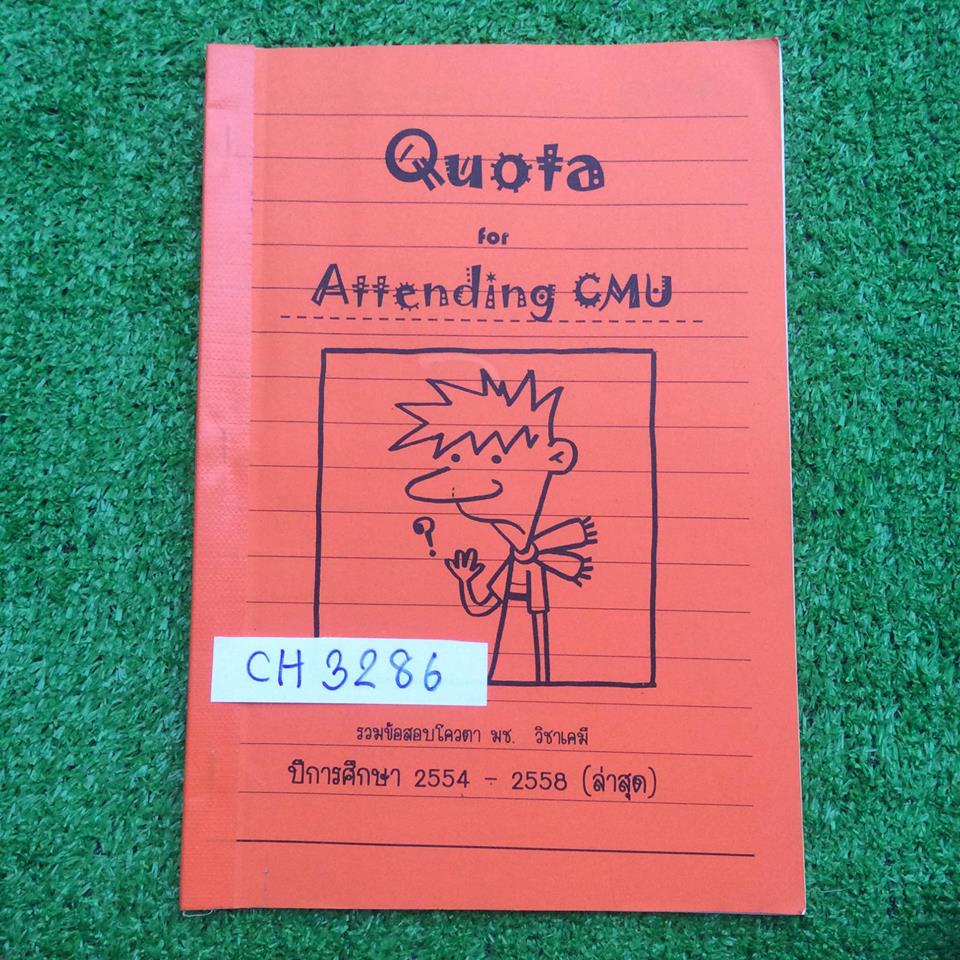 Quota
for
Attending CMU
?
CH 3286
รวมข้อสอบโควตา มช. วิชาเคมี
ปีการศึกษา 2554 - 2558 (ล่าสุด)